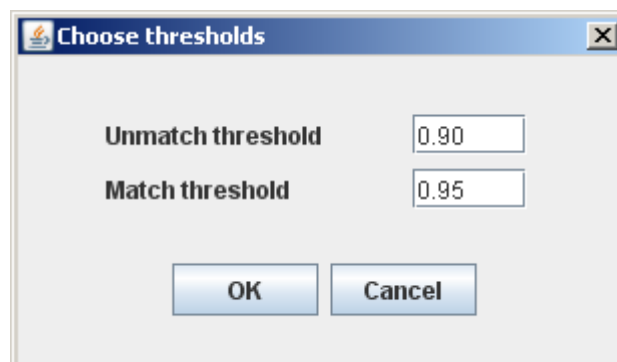 Choose thresholds
Unmatch threshold 0.90
Match threshold 0.95
OK Cancel